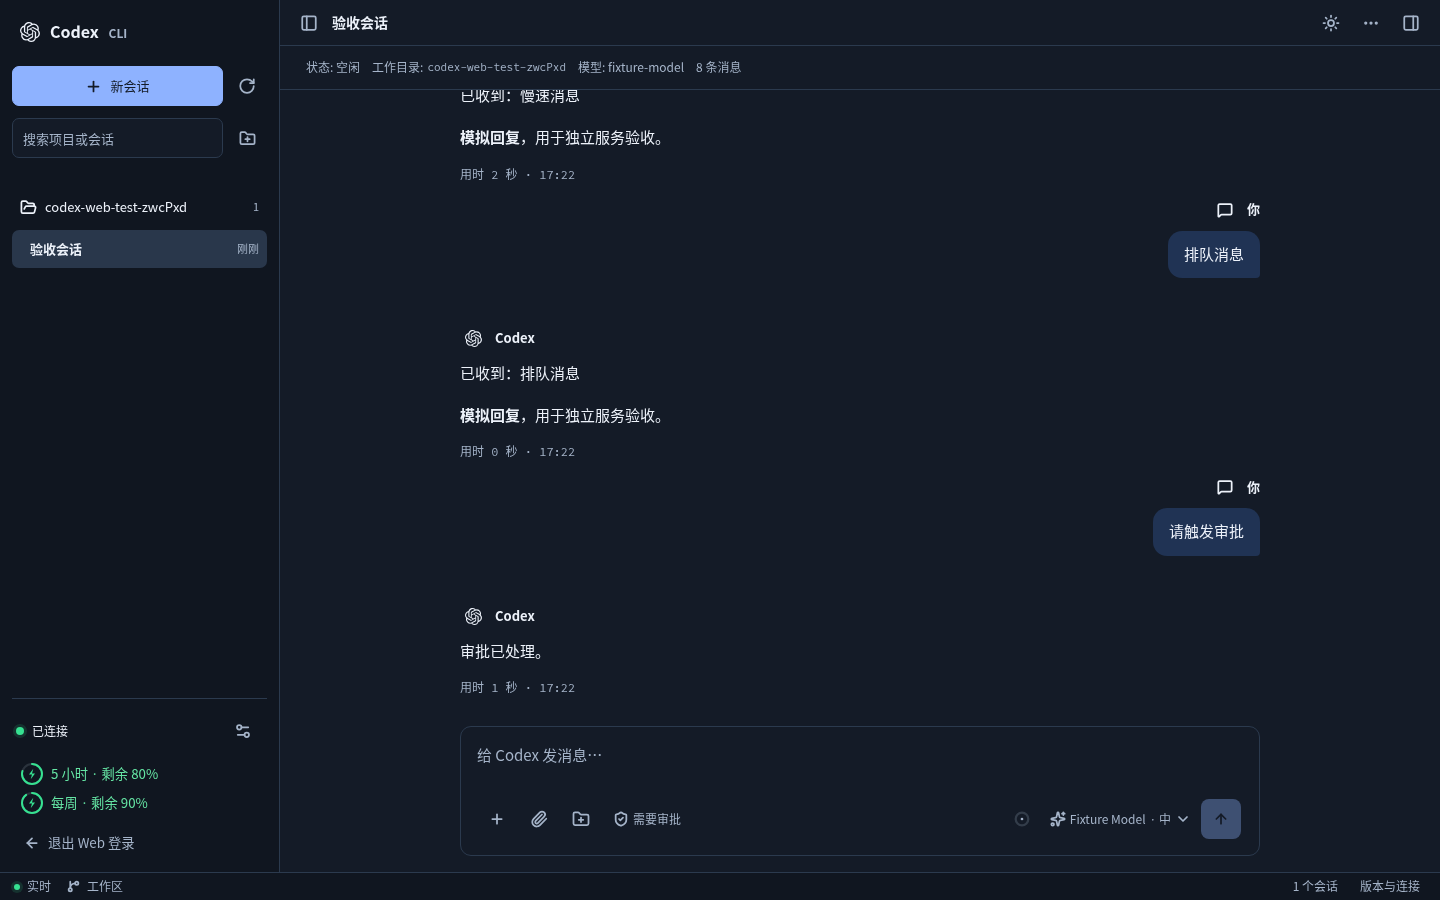 Codex CLI
新会话
搜索项目或会话
codex-web-test-zwcPxd 1
验收会话 刚刚
已连接
5 小时 · 剩余 80%
每周 · 剩余 90%
退出 Web 登录
验收会话
状态: 空闲 工作目录: codex-web-test-zwcPxd 模型: fixture-model 8 条消息
已收到：慢速消息
模拟回复，用于独立服务验收。
用时 2 秒 · 17:22
你
排队消息
Codex
已收到：排队消息
模拟回复，用于独立服务验收。
用时 0 秒 · 17:22
你
请触发审批
Codex
审批已处理。
用时 1 秒 · 17:22
给 Codex 发消息…
需要审批
Fixture Model · 中
实时 工作区
1 个会话 版本与连接